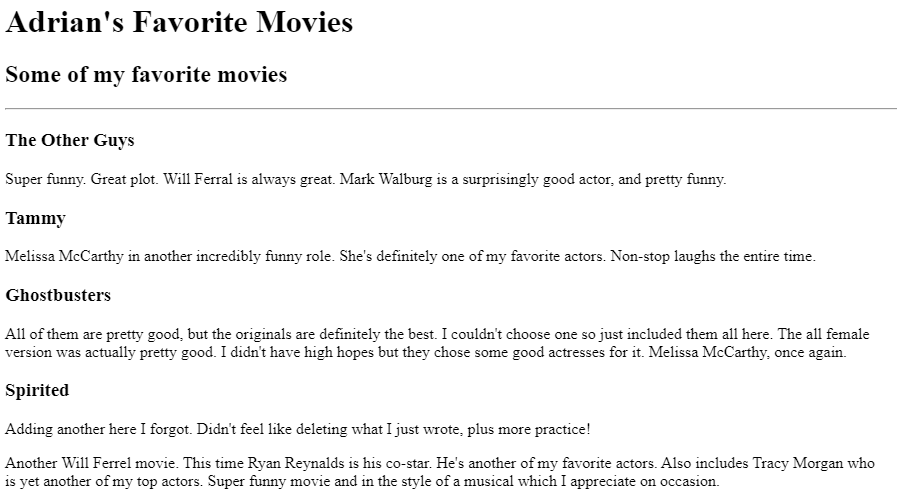 Adrian's Favorite Movies
Some of my favorite movies
The Other Guys
Super funny. Great plot. Will Ferral is always great. Mark Walburg is a surprisingly good actor, and pretty funny.
Tammy
Melissa McCarthy in another incredibly funny role. She's definitely one of my favorite actors. Non-stop laughs the entire time.
Ghostbusters
All of them are pretty good, but the originals are definitely the best. I couldn't choose one so just included them all here. The all female
version was actually pretty good. I didn't have high hopes but they chose some good actresses for it. Melissa McCarthy, once again.
Spirited
Adding another here I forgot. Didn't feel like deleting what I just wrote, plus more practice!
Another Will Ferrel movie. This time Ryan Reynalds is his co-star. He's another of my favorite actors. Also includes Tracy Morgan who
is yet another of my top actors. Super funny movie and in the style of a musical which I appreciate on occasion.